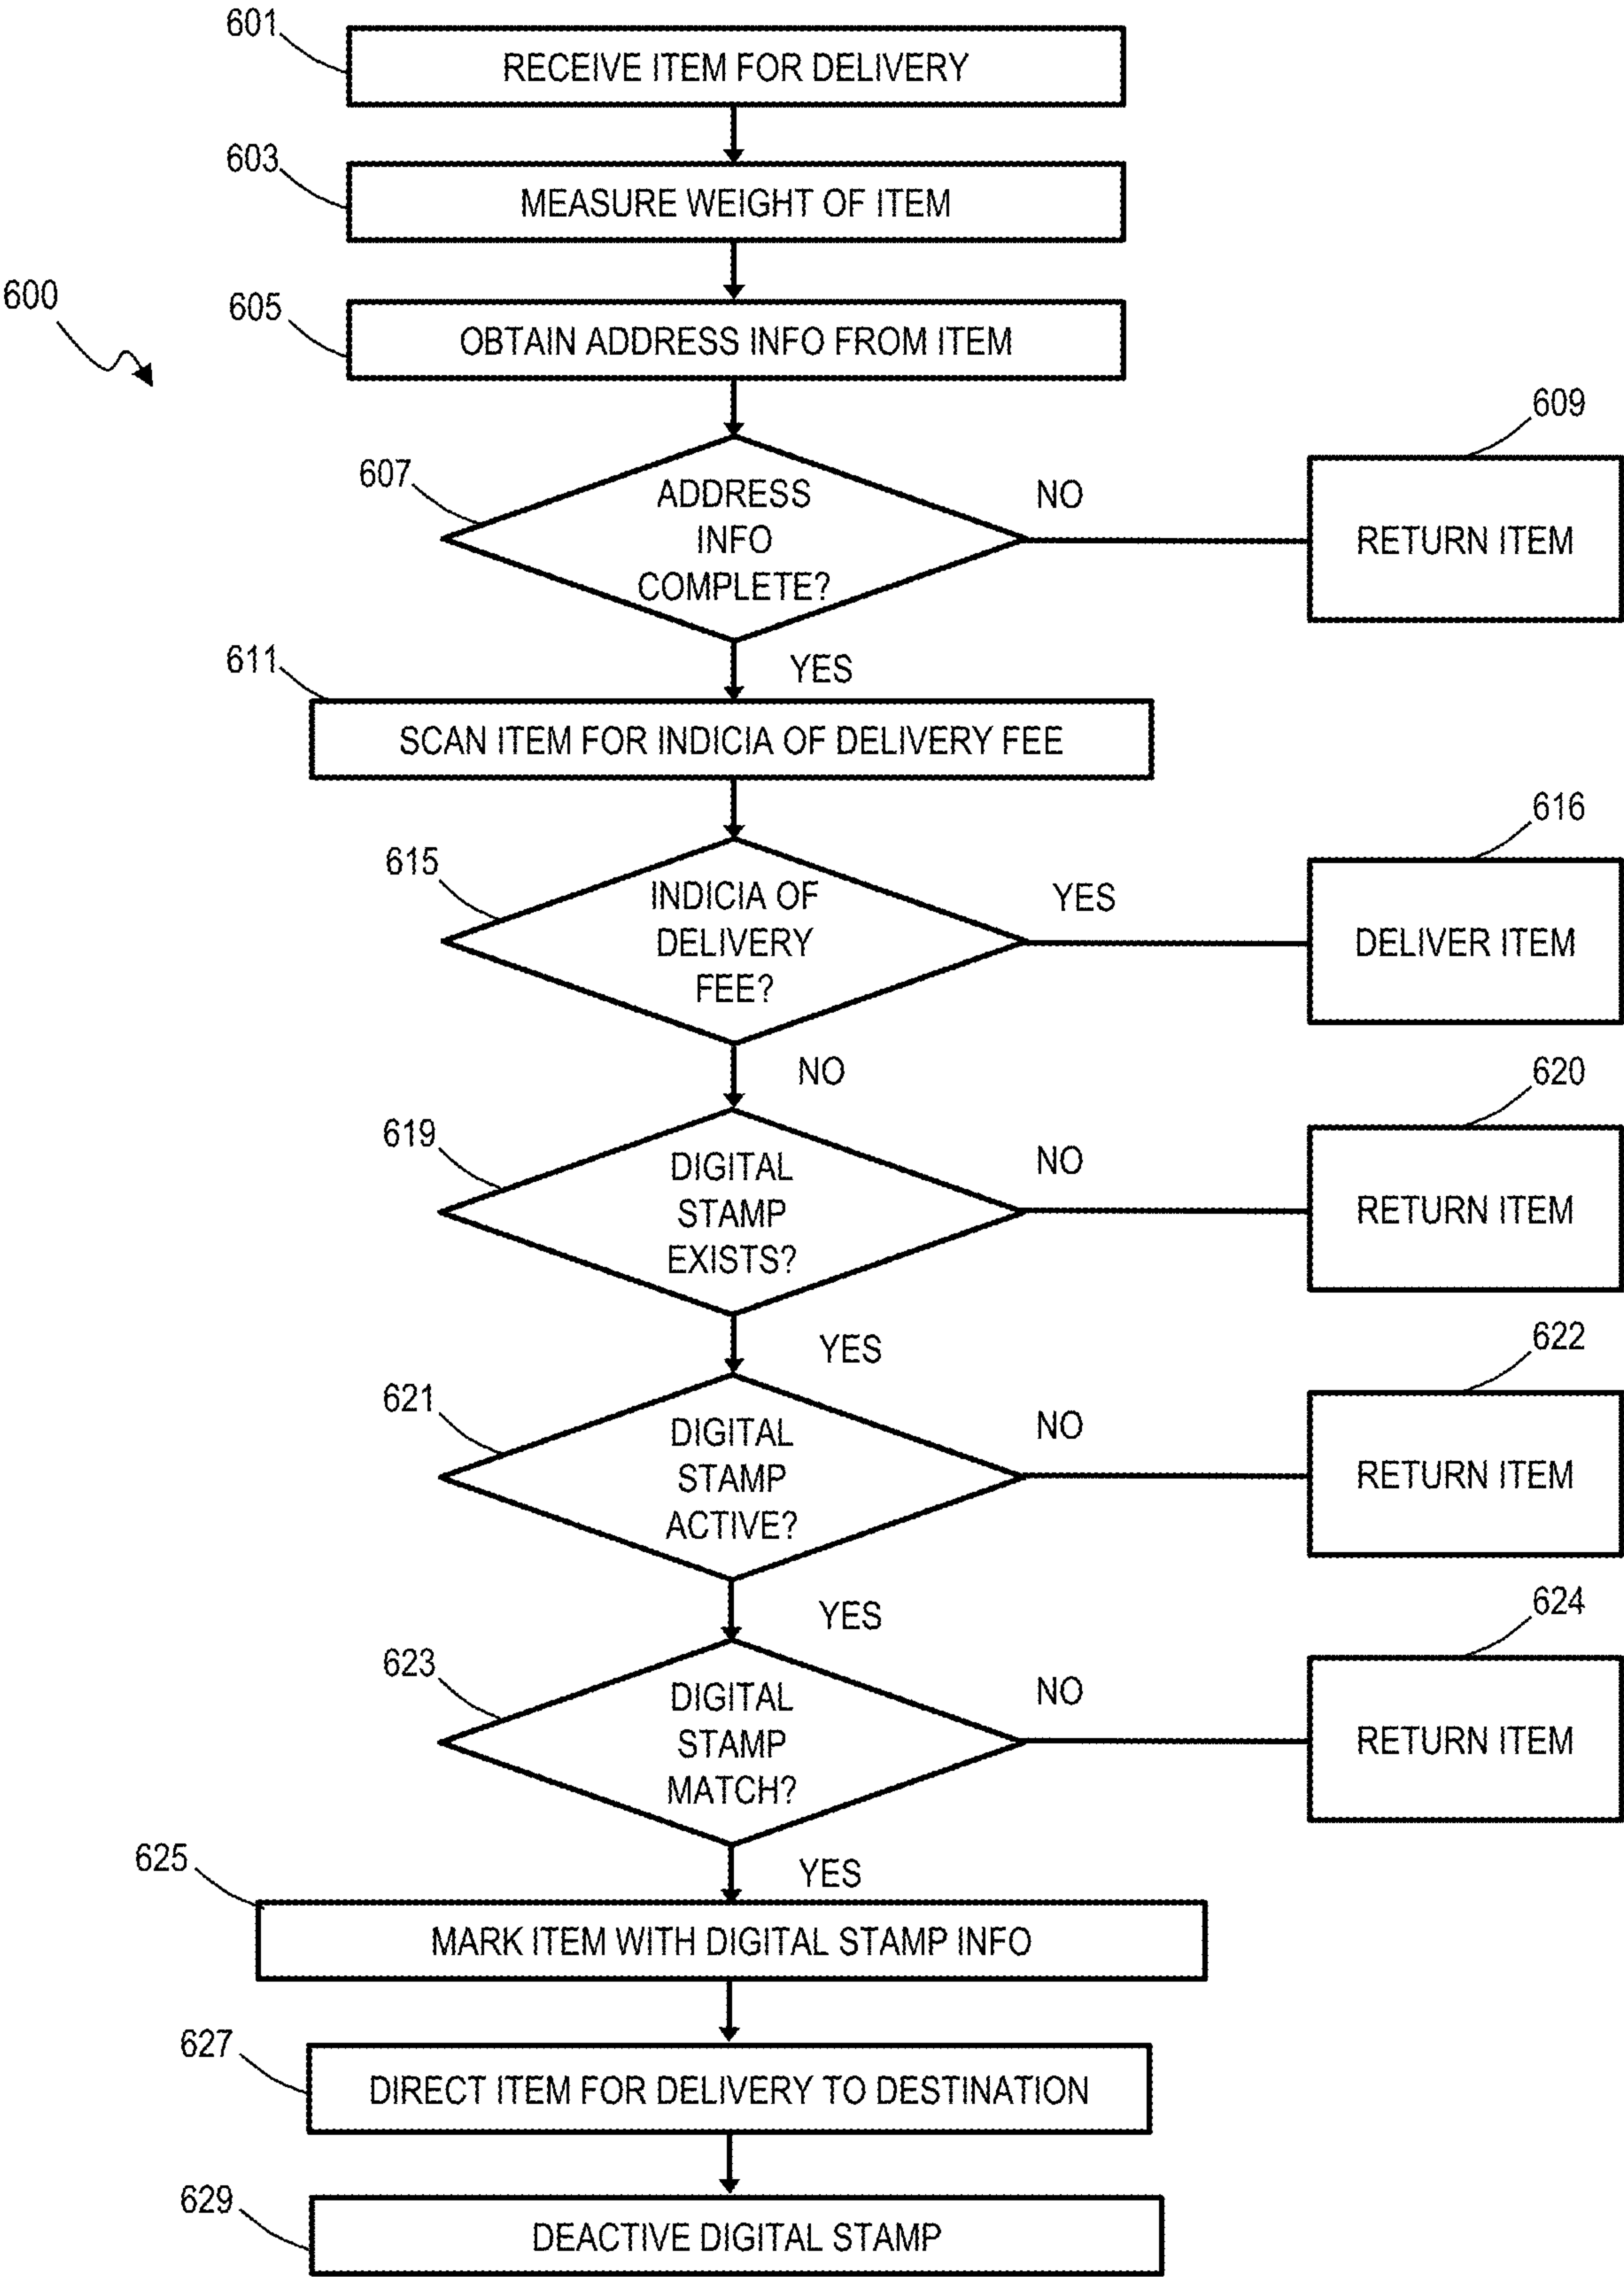 601
RECEIVE ITEM FOR DELIVERY
603
MEASURE WEIGHT OF ITEM
600
605
OBTAIN ADDRESS INFO FROM ITEM
607
ADDRESS
INFO
COMPLETE?
NO
609
RETURN ITEM
YES
611
SCAN ITEM FOR INDICIA OF DELIVERY FEE
615
INDICIA OF
DELIVERY
FEE?
YES
616
DELIVER ITEM
NO
619
DIGITAL
STAMP
EXISTS?
NO
620
RETURN ITEM
YES
621
DIGITAL
STAMP
ACTIVE?
NO
622
RETURN ITEM
YES
623
DIGITAL
STAMP
MATCH?
NO
624
RETURN ITEM
YES
625
MARK ITEM WITH DIGITAL STAMP INFO
627
DIRECT ITEM FOR DELIVERY TO DESTINATION
629
DEACTIVE DIGITAL STAMP